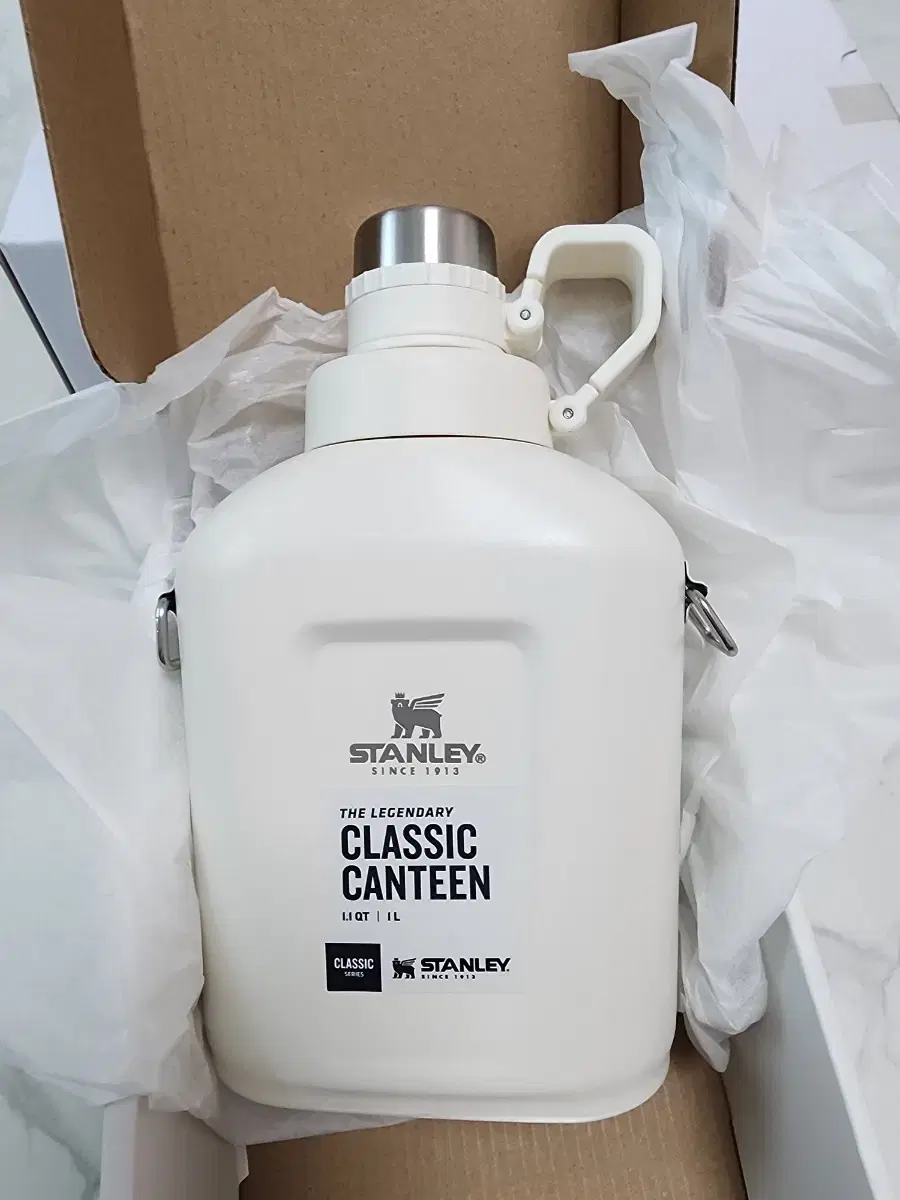 STANLEY®
SINCE 1913
THE LEGENDARY
CLASSIC
CANTEEN
1.1 QT | 1 L
CLASSIC
SERIES
STANLEY.
SINCE 1913